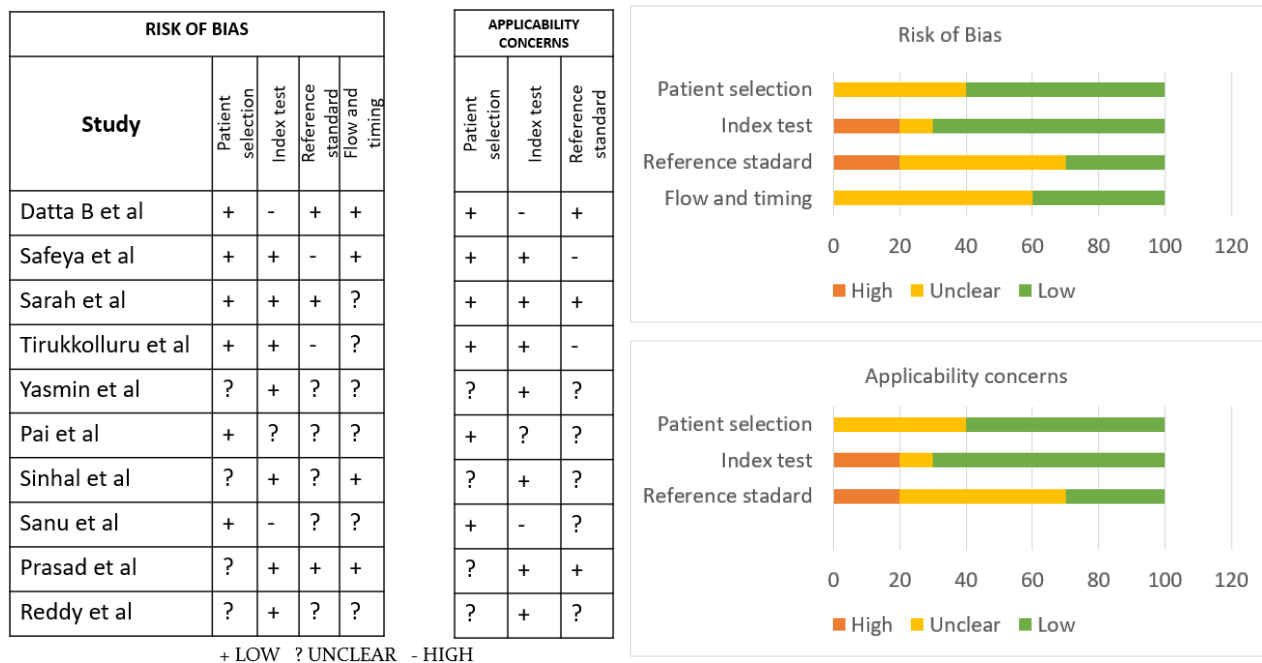 RISK OF BIAS
Study
Patient selection
Index test
Reference standard
Flow and timing
Datta B et al + - + +
Safeya et al + + - +
Sarah et al + + + ?
Tirukkolluru et al + + - ?
Yasmin et al ? + ? ?
Pai et al + ? ? ?
Sinhal et al ? + ? +
Sanu et al + - ? ?
Prasad et al ? + + +
Reddy et al ? + ? ?
+ LOW ? UNCLEAR - HIGH
APPLICABILITY
CONCERNS
Patient selection
Index test
Reference standard
+ - +
+ + -
+ + +
+ + -
? + ?
+ ? ?
? + ?
+ - ?
? + +
? + ?
Risk of Bias
Patient selection
Index test
Reference stadard
Flow and timing
0 20 40 60 80 100 120
High Unclear Low
Applicability concerns
Patient selection
Index test
Reference stadard
0 20 40 60 80 100 120
High Unclear Low